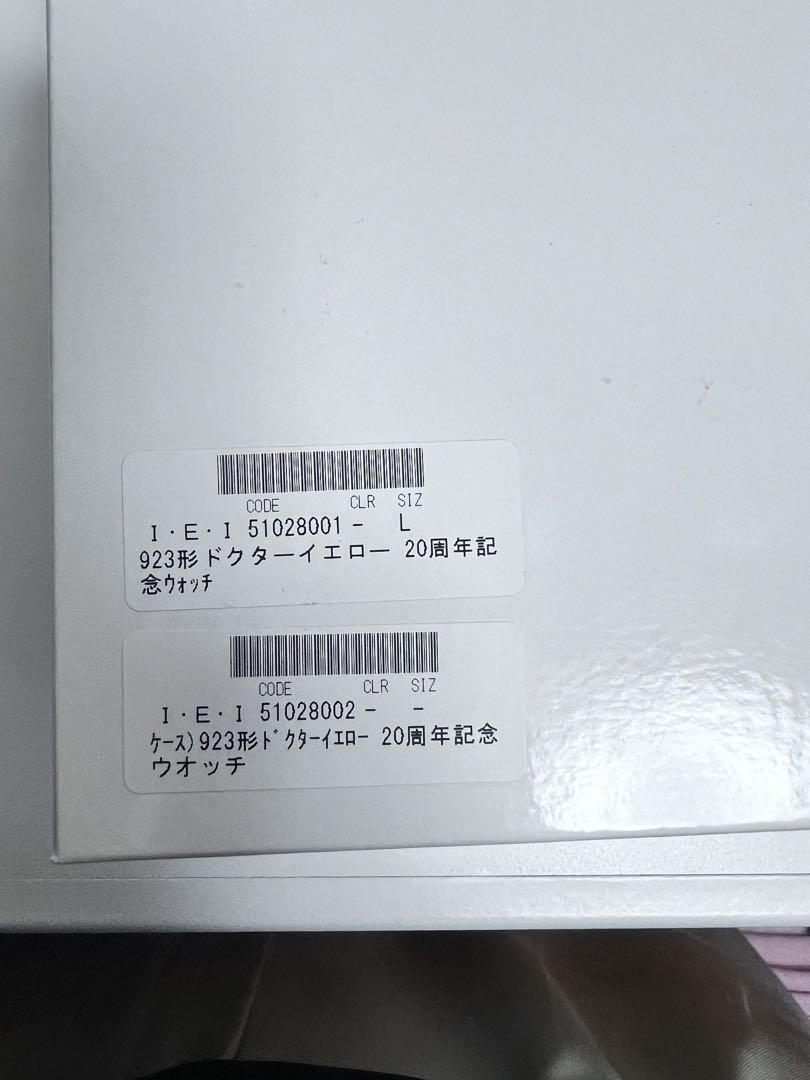 CODE CLR SIZ
I・E・I 51028001 - L
923形ドクターイエロー 20周年記
念ｳｫｯﾁ
CODE CLR SIZ
I・E・I 51028002 - -
ｹｰｽ)923形ﾄﾞｸﾀｰｲｴﾛｰ 20周年記念
ウオッチ